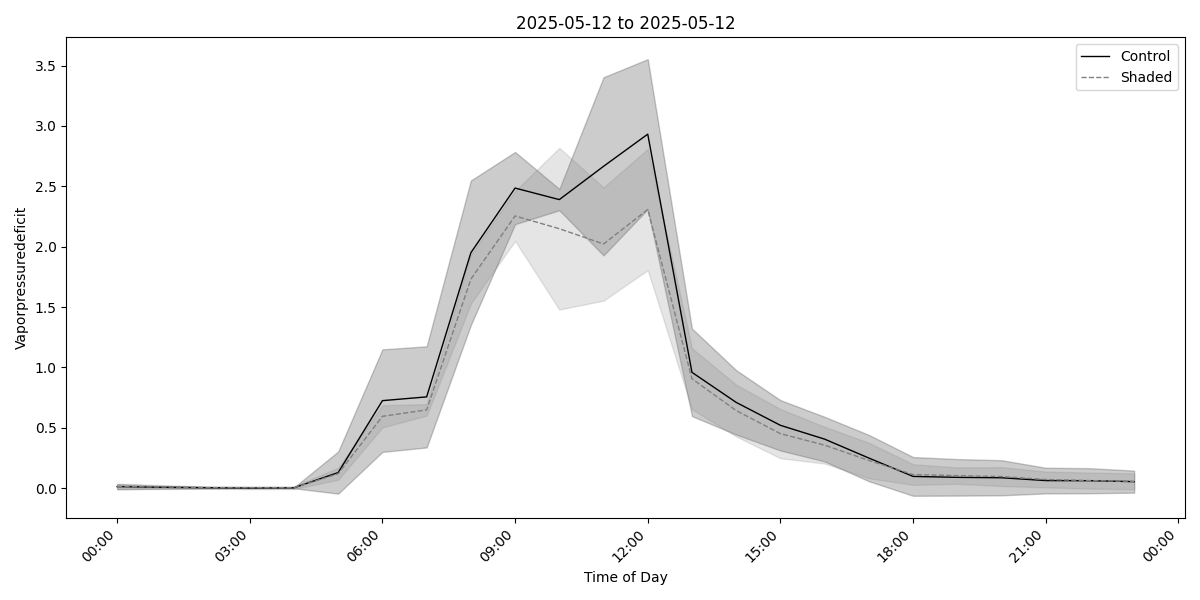 2025-05-12 to 2025-05-12
Control
Shaded
Vaporpressuredeficit
3.5
3.0
2.5
2.0
1.5
1.0
0.5
0.0
00:00 03:00 06:00 09:00 12:00 15:00 18:00 21:00 00:00
Time of Day